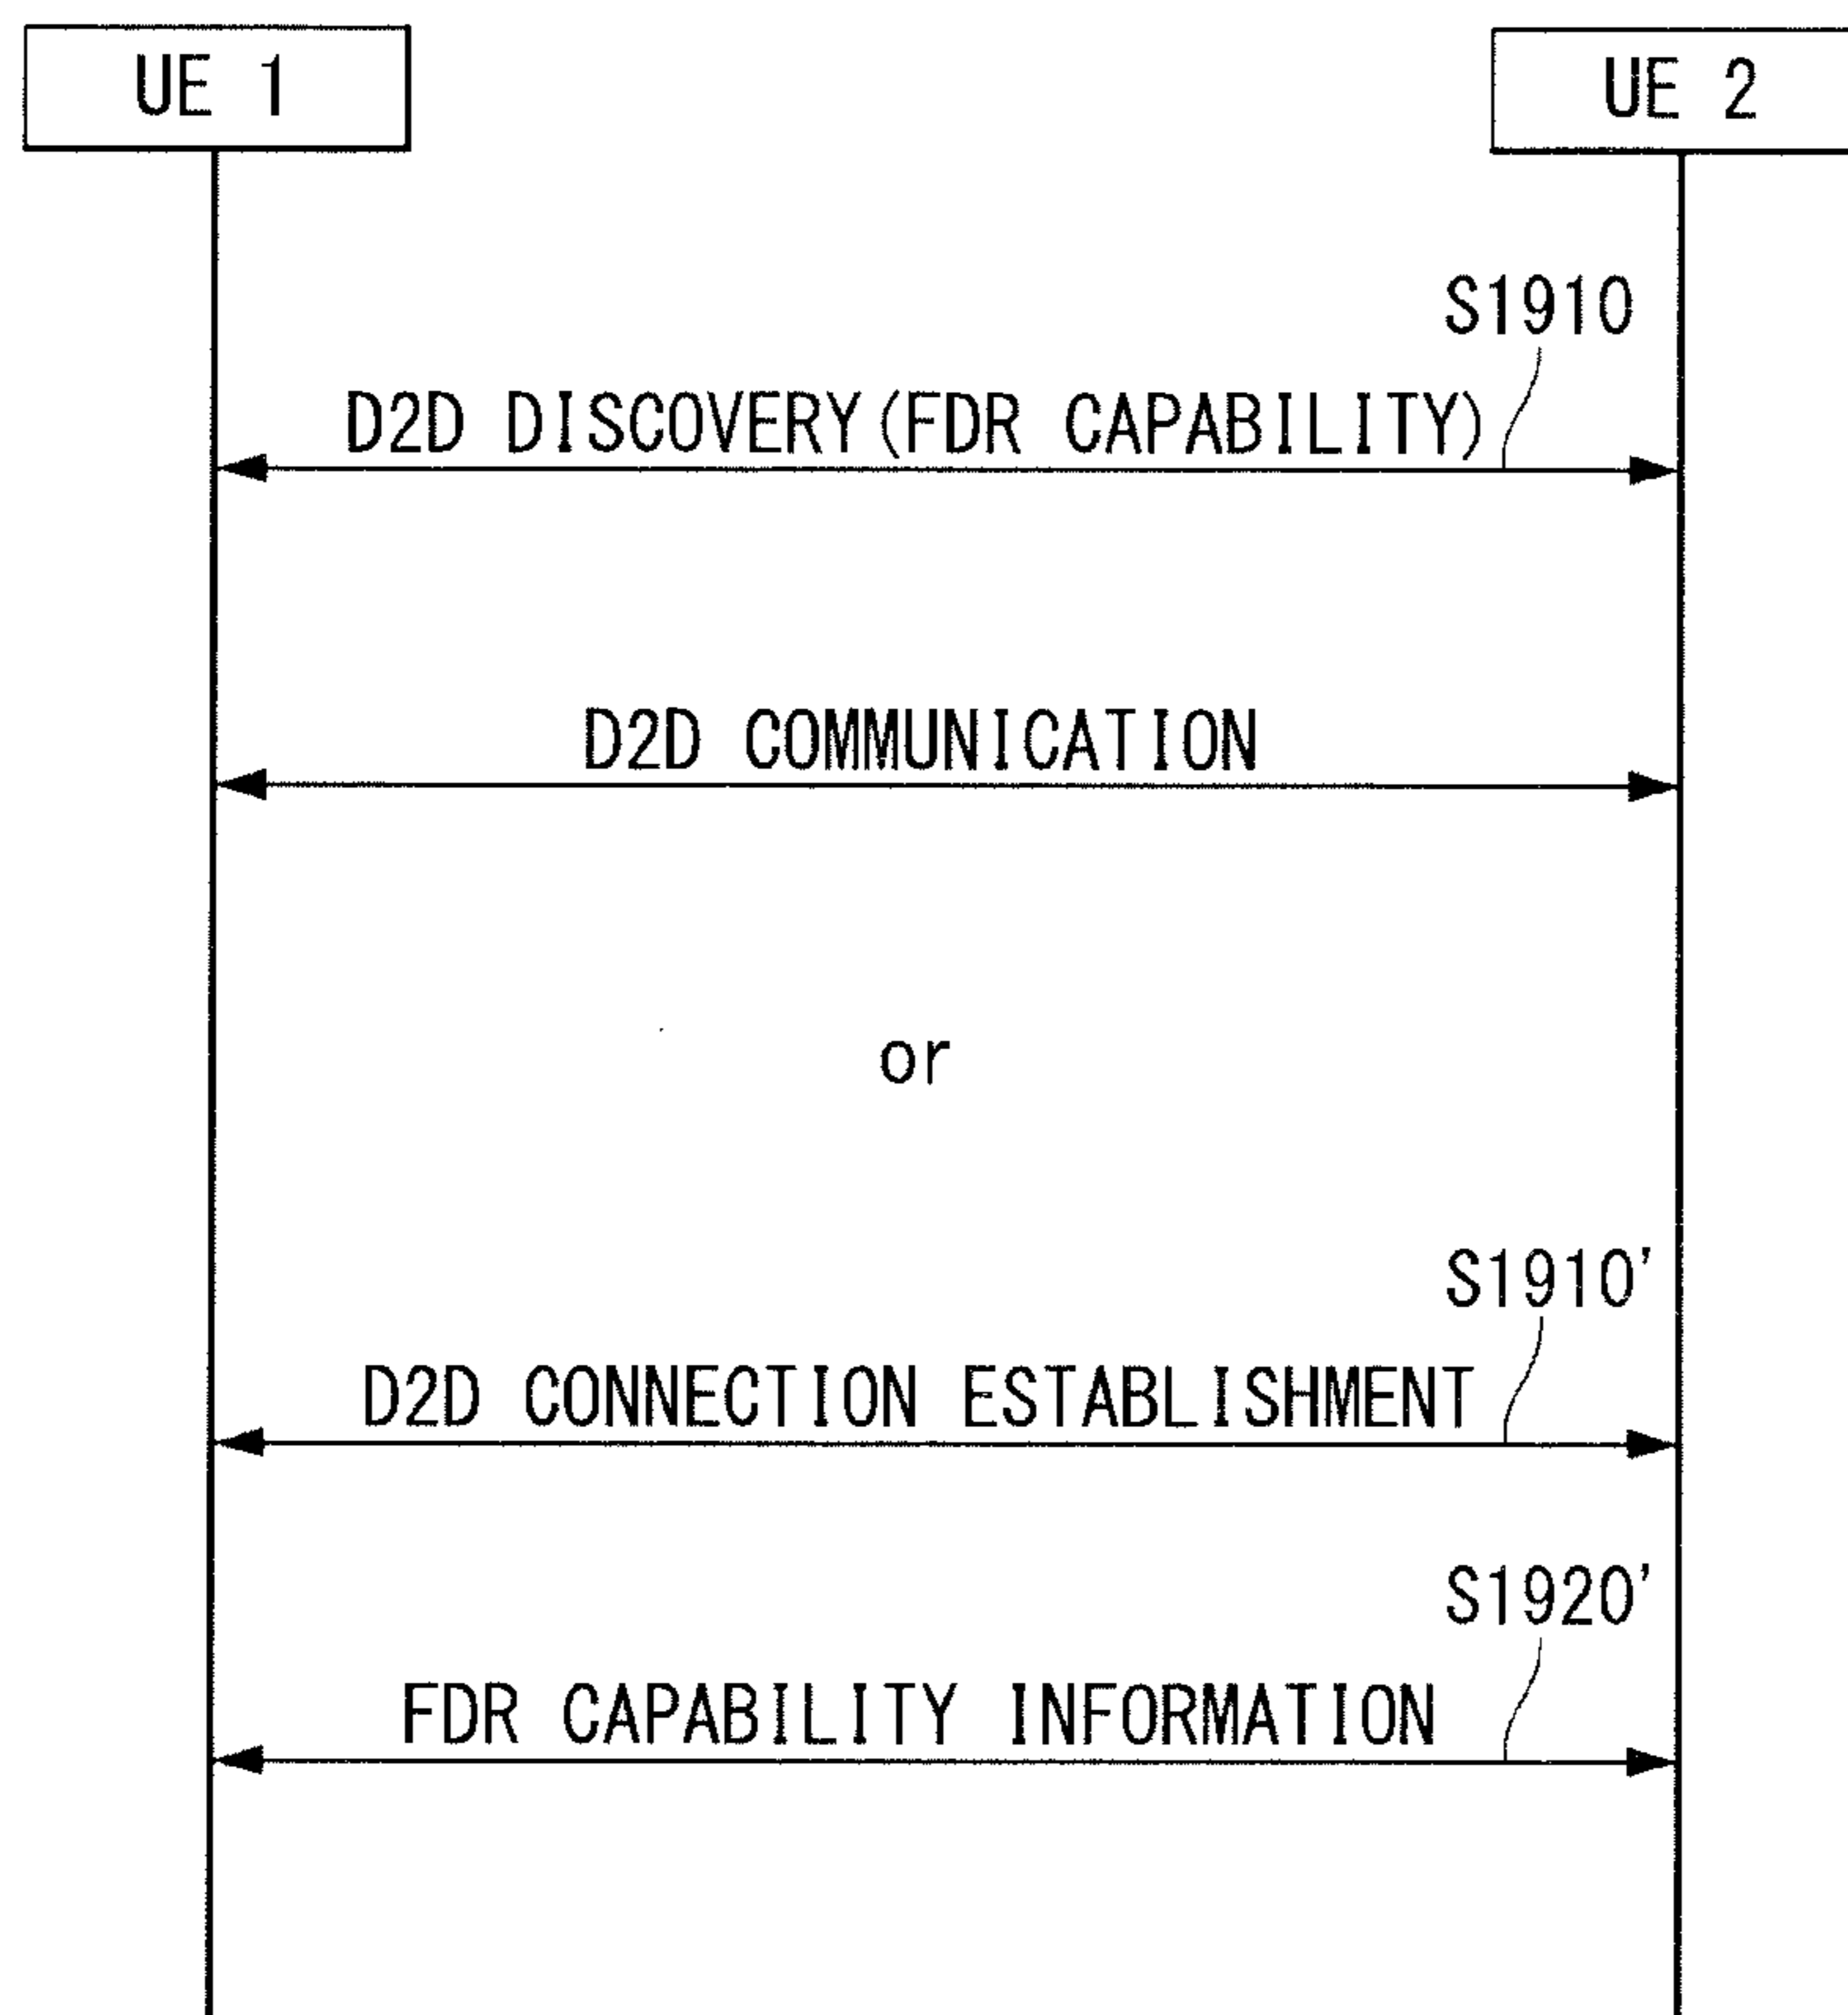 UE 1
UE 2
S1910
D2D DISCOVERY(FDR CAPABILITY)
D2D COMMUNICATION
or
S1910'
D2D CONNECTION ESTABLISHMENT
S1920'
FDR CAPABILITY INFORMATION